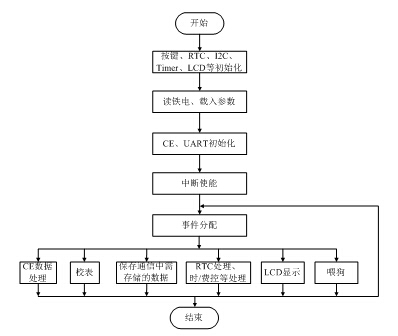 开始
按键、RTC、I2C、
Timer、LCD等初始化
读铁电、载入参数
CE、UART初始化
中断使能
事件分配
CE数据
处理
校表
保存通信中需
存储的数据
RTC处理、
时/费控等处理
LCD显示
喂狗
结束